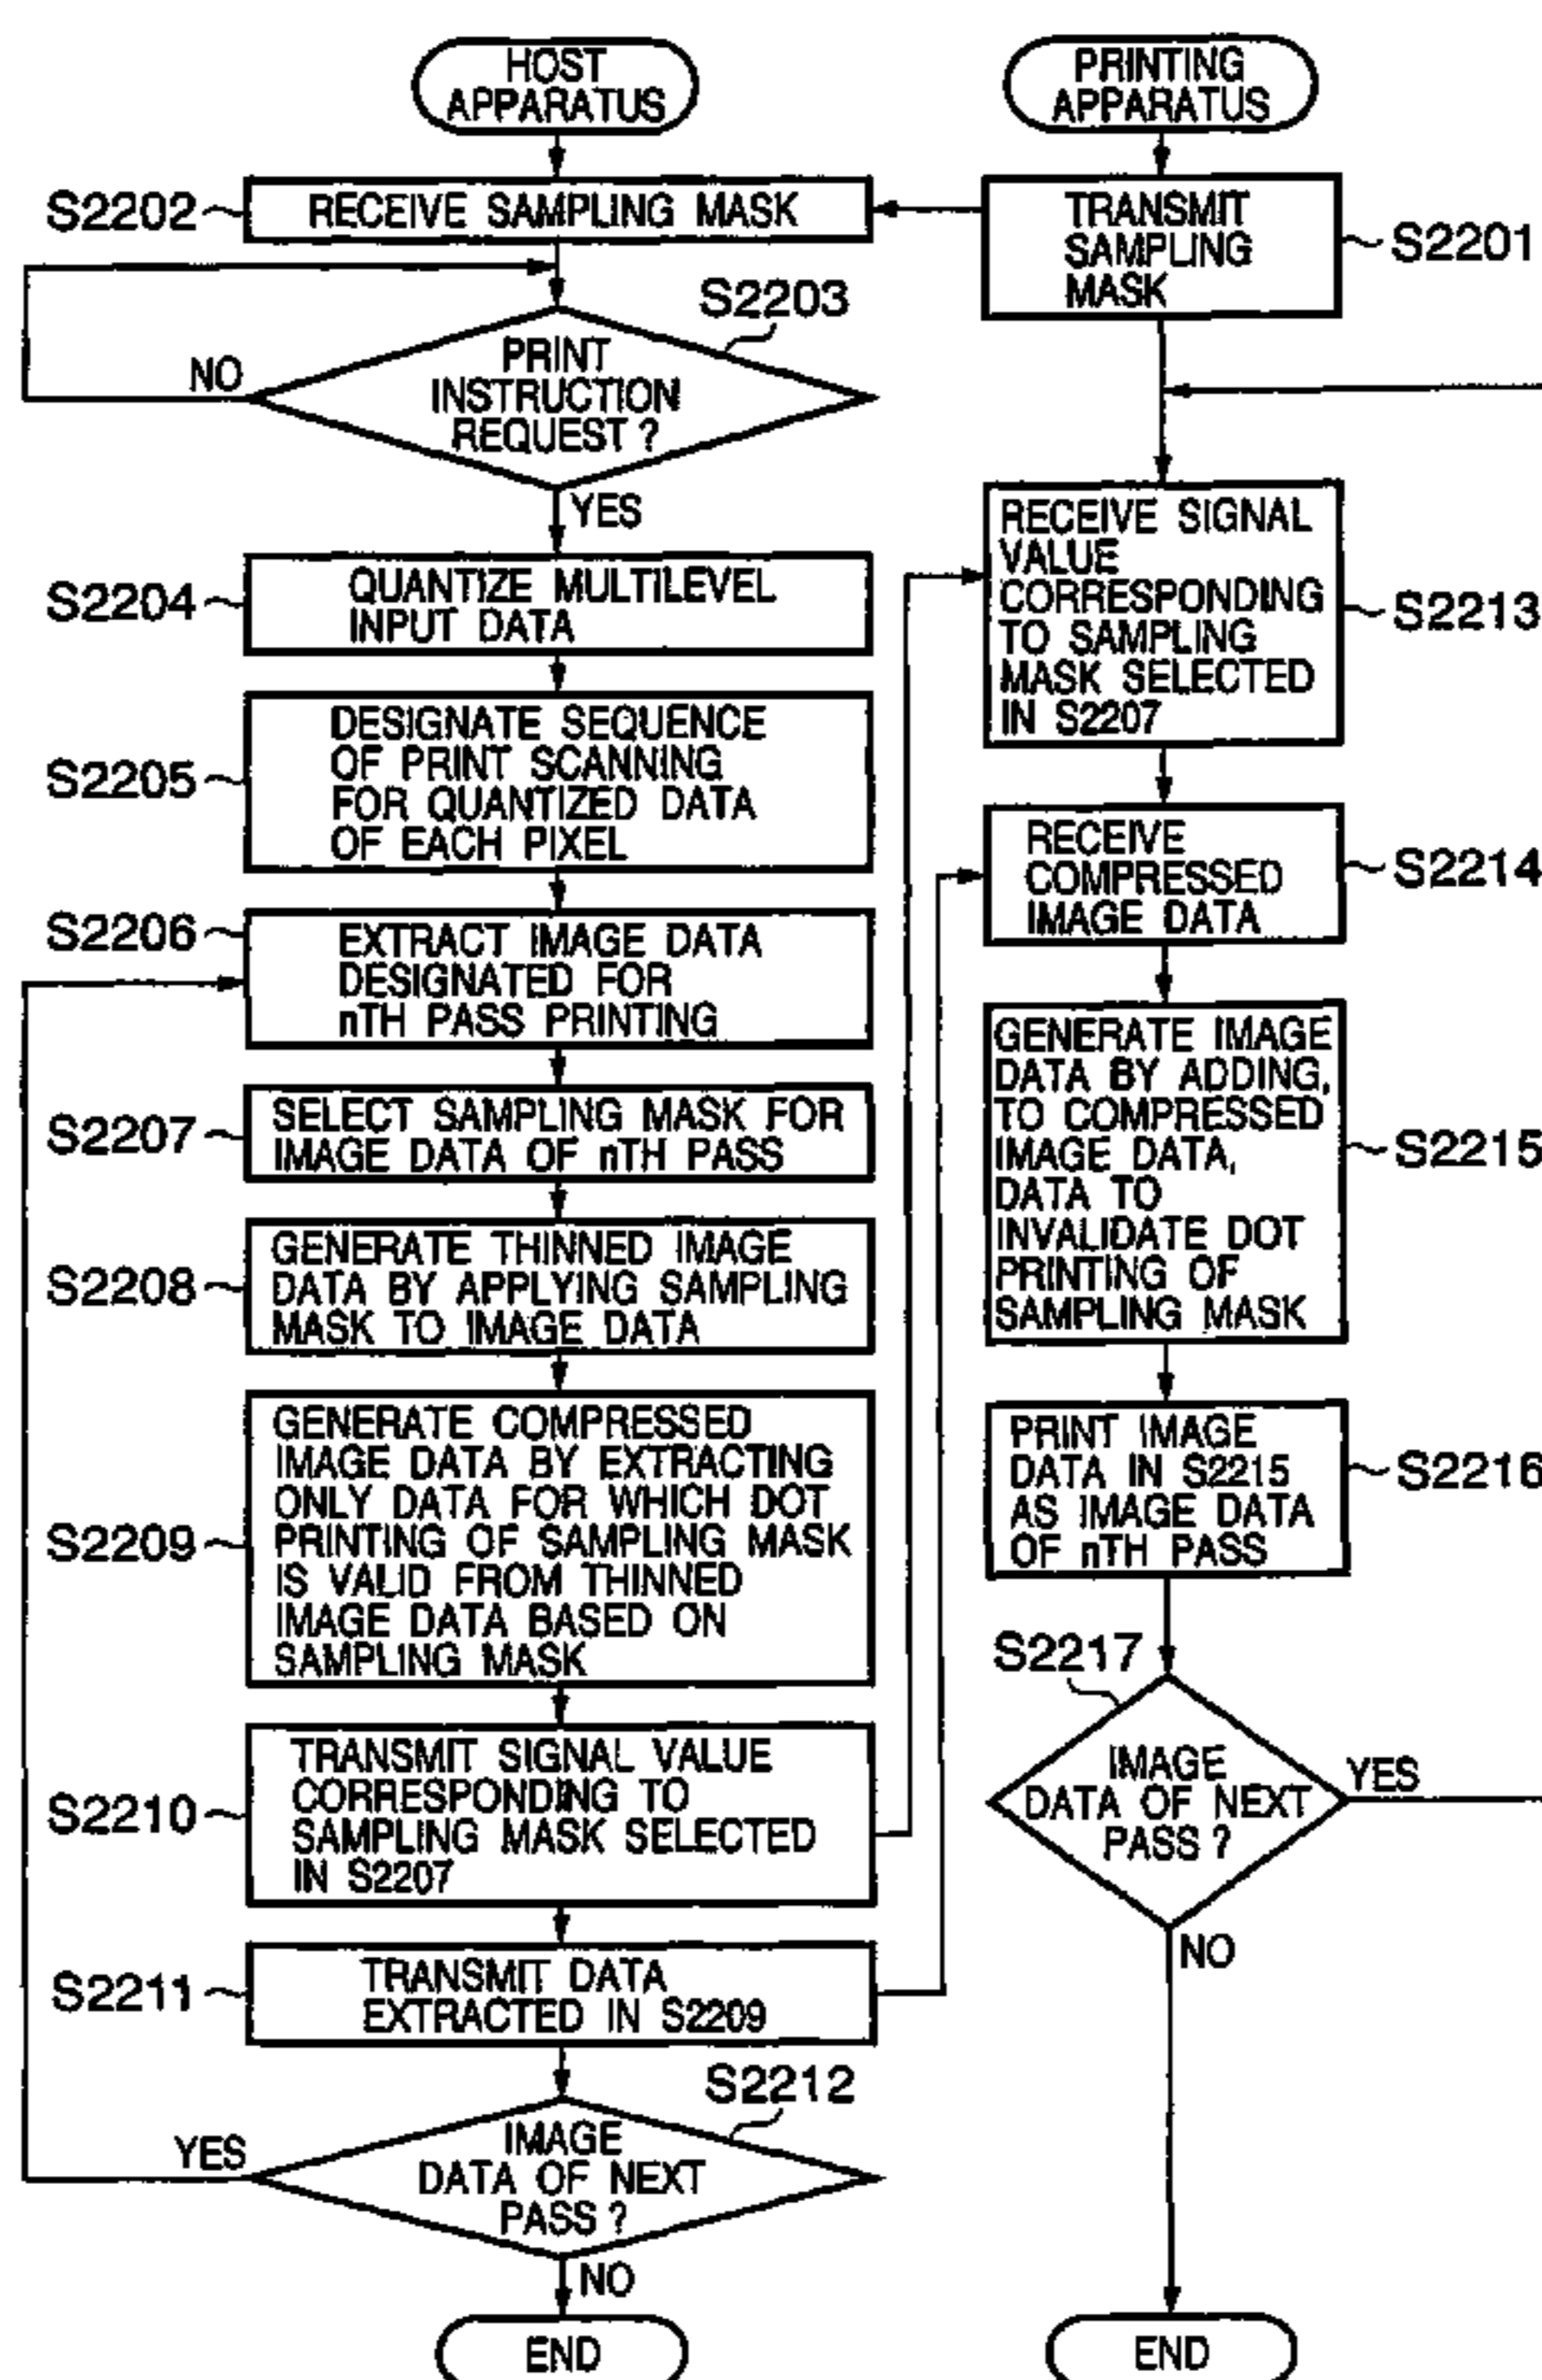 HOST
APPARATUS
S2202
RECEIVE SAMPLING MASK
S2203
PRINT
INSTRUCTION
REQUEST ?
NO
YES
S2204
QUANTIZE MULTILEVEL
INPUT DATA
S2205
DESIGNATE SEQUENCE
OF PRINT SCANNING
FOR QUANTIZED DATA
OF EACH PIXEL
S2206
EXTRACT IMAGE DATA
DESIGNATED FOR
nTH PASS PRINTING
S2207
SELECT SAMPLING MASK FOR
IMAGE DATA OF nTH PASS
S2208
GENERATE THINNED IMAGE
DATA BY APPLYING SAMPLING
MASK TO IMAGE DATA
S2209
GENERATE COMPRESSED
IMAGE DATA BY EXTRACTING
ONLY DATA FOR WHICH DOT
PRINTING OF SAMPLING MASK
IS VALID FROM THINNED
IMAGE DATA BASED ON
SAMPLING MASK
S2210
TRANSMIT SIGNAL VALUE
CORRESPONDING TO
SAMPLING MASK SELECTED
IN S2207
S2211
TRANSMIT DATA
EXTRACTED IN S2209
S2212
IMAGE
DATA OF NEXT
PASS ?
YES
NO
END
PRINTING
APPARATUS
TRANSMIT
SAMPLING
MASK
S2201
RECEIVE SIGNAL
VALUE
CORRESPONDING
TO SAMPLING
MASK SELECTED
IN S2207
S2213
RECEIVE
COMPRESSED
IMAGE DATA
S2214
GENERATE IMAGE
DATA BY ADDING,
TO COMPRESSED
IMAGE DATA,
DATA TO
INVALIDATE DOT
PRINTING OF
SAMPLING MASK
S2215
PRINT IMAGE
DATA IN S2215
AS IMAGE DATA
OF nTH PASS
S2216
S2217
IMAGE
DATA OF NEXT
PASS ?
YES
NO
END